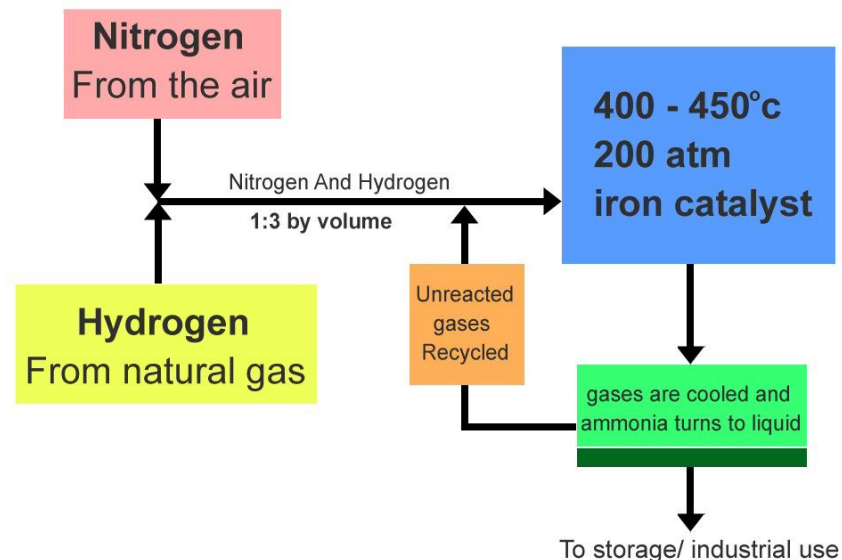 Nitrogen
From the air
Hydrogen
From natural gas
Nitrogen And Hydrogen
1:3 by volume
400 - 450°c
200 atm
iron catalyst
Unreacted
gases
Recycled
gases are cooled and
ammonia turns to liquid
To storage/ industrial use